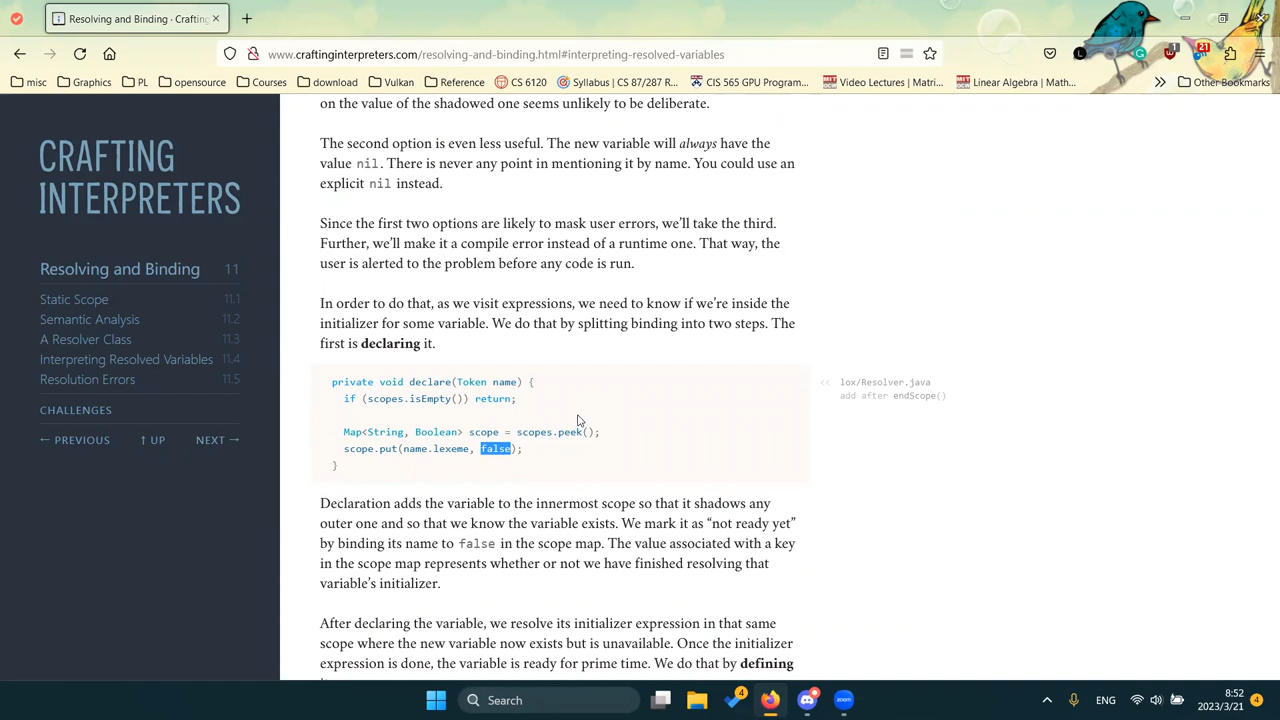 Resolving and Binding · Crafting
www.craftinginterpreters.com/resolving-and-binding.html#interpreting-resolved-variables
L
G
1
21
misc
Graphics
PL
opensource
Courses
download
Vulkan
Reference
CS 6120
Syllabus | CS 87/287 R...
CIS 565 GPU Program...
Video Lectures | Matri...
Linear Algebra | Math...
Other Bookmarks
CRAFTING
INTERPRETERS
Resolving and Binding 11
Static Scope 11.1
Semantic Analysis 11.2
A Resolver Class 11.3
Interpreting Resolved Variables 11.4
Resolution Errors 11.5
CHALLENGES
← PREVIOUS ↑ UP NEXT →
on the value of the shadowed one seems unlikely to be deliberate.
The second option is even less useful. The new variable will always have the
value nil. There is never any point in mentioning it by name. You could use an
explicit nil instead.
Since the first two options are likely to mask user errors, we’ll take the third.
Further, we’ll make it a compile error instead of a runtime one. That way, the
user is alerted to the problem before any code is run.
In order to do that, as we visit expressions, we need to know if we’re inside the
initializer for some variable. We do that by splitting binding into two steps. The
first is declaring it.
private void declare(Token name) {
if (scopes.isEmpty()) return;
Map<String, Boolean> scope = scopes.peek();
scope.put(name.lexeme, false);
}
<< lox/Resolver.java
add after endScope()
Declaration adds the variable to the innermost scope so that it shadows any
outer one and so that we know the variable exists. We mark it as “not ready yet”
by binding its name to false in the scope map. The value associated with a key
in the scope map represents whether or not we have finished resolving that
variable’s initializer.
After declaring the variable, we resolve its initializer expression in that same
scope where the new variable now exists but is unavailable. Once the initializer
expression is done, the variable is ready for prime time. We do that by defining
Search
4
zoom
ENG
8:52
2023/3/21
4